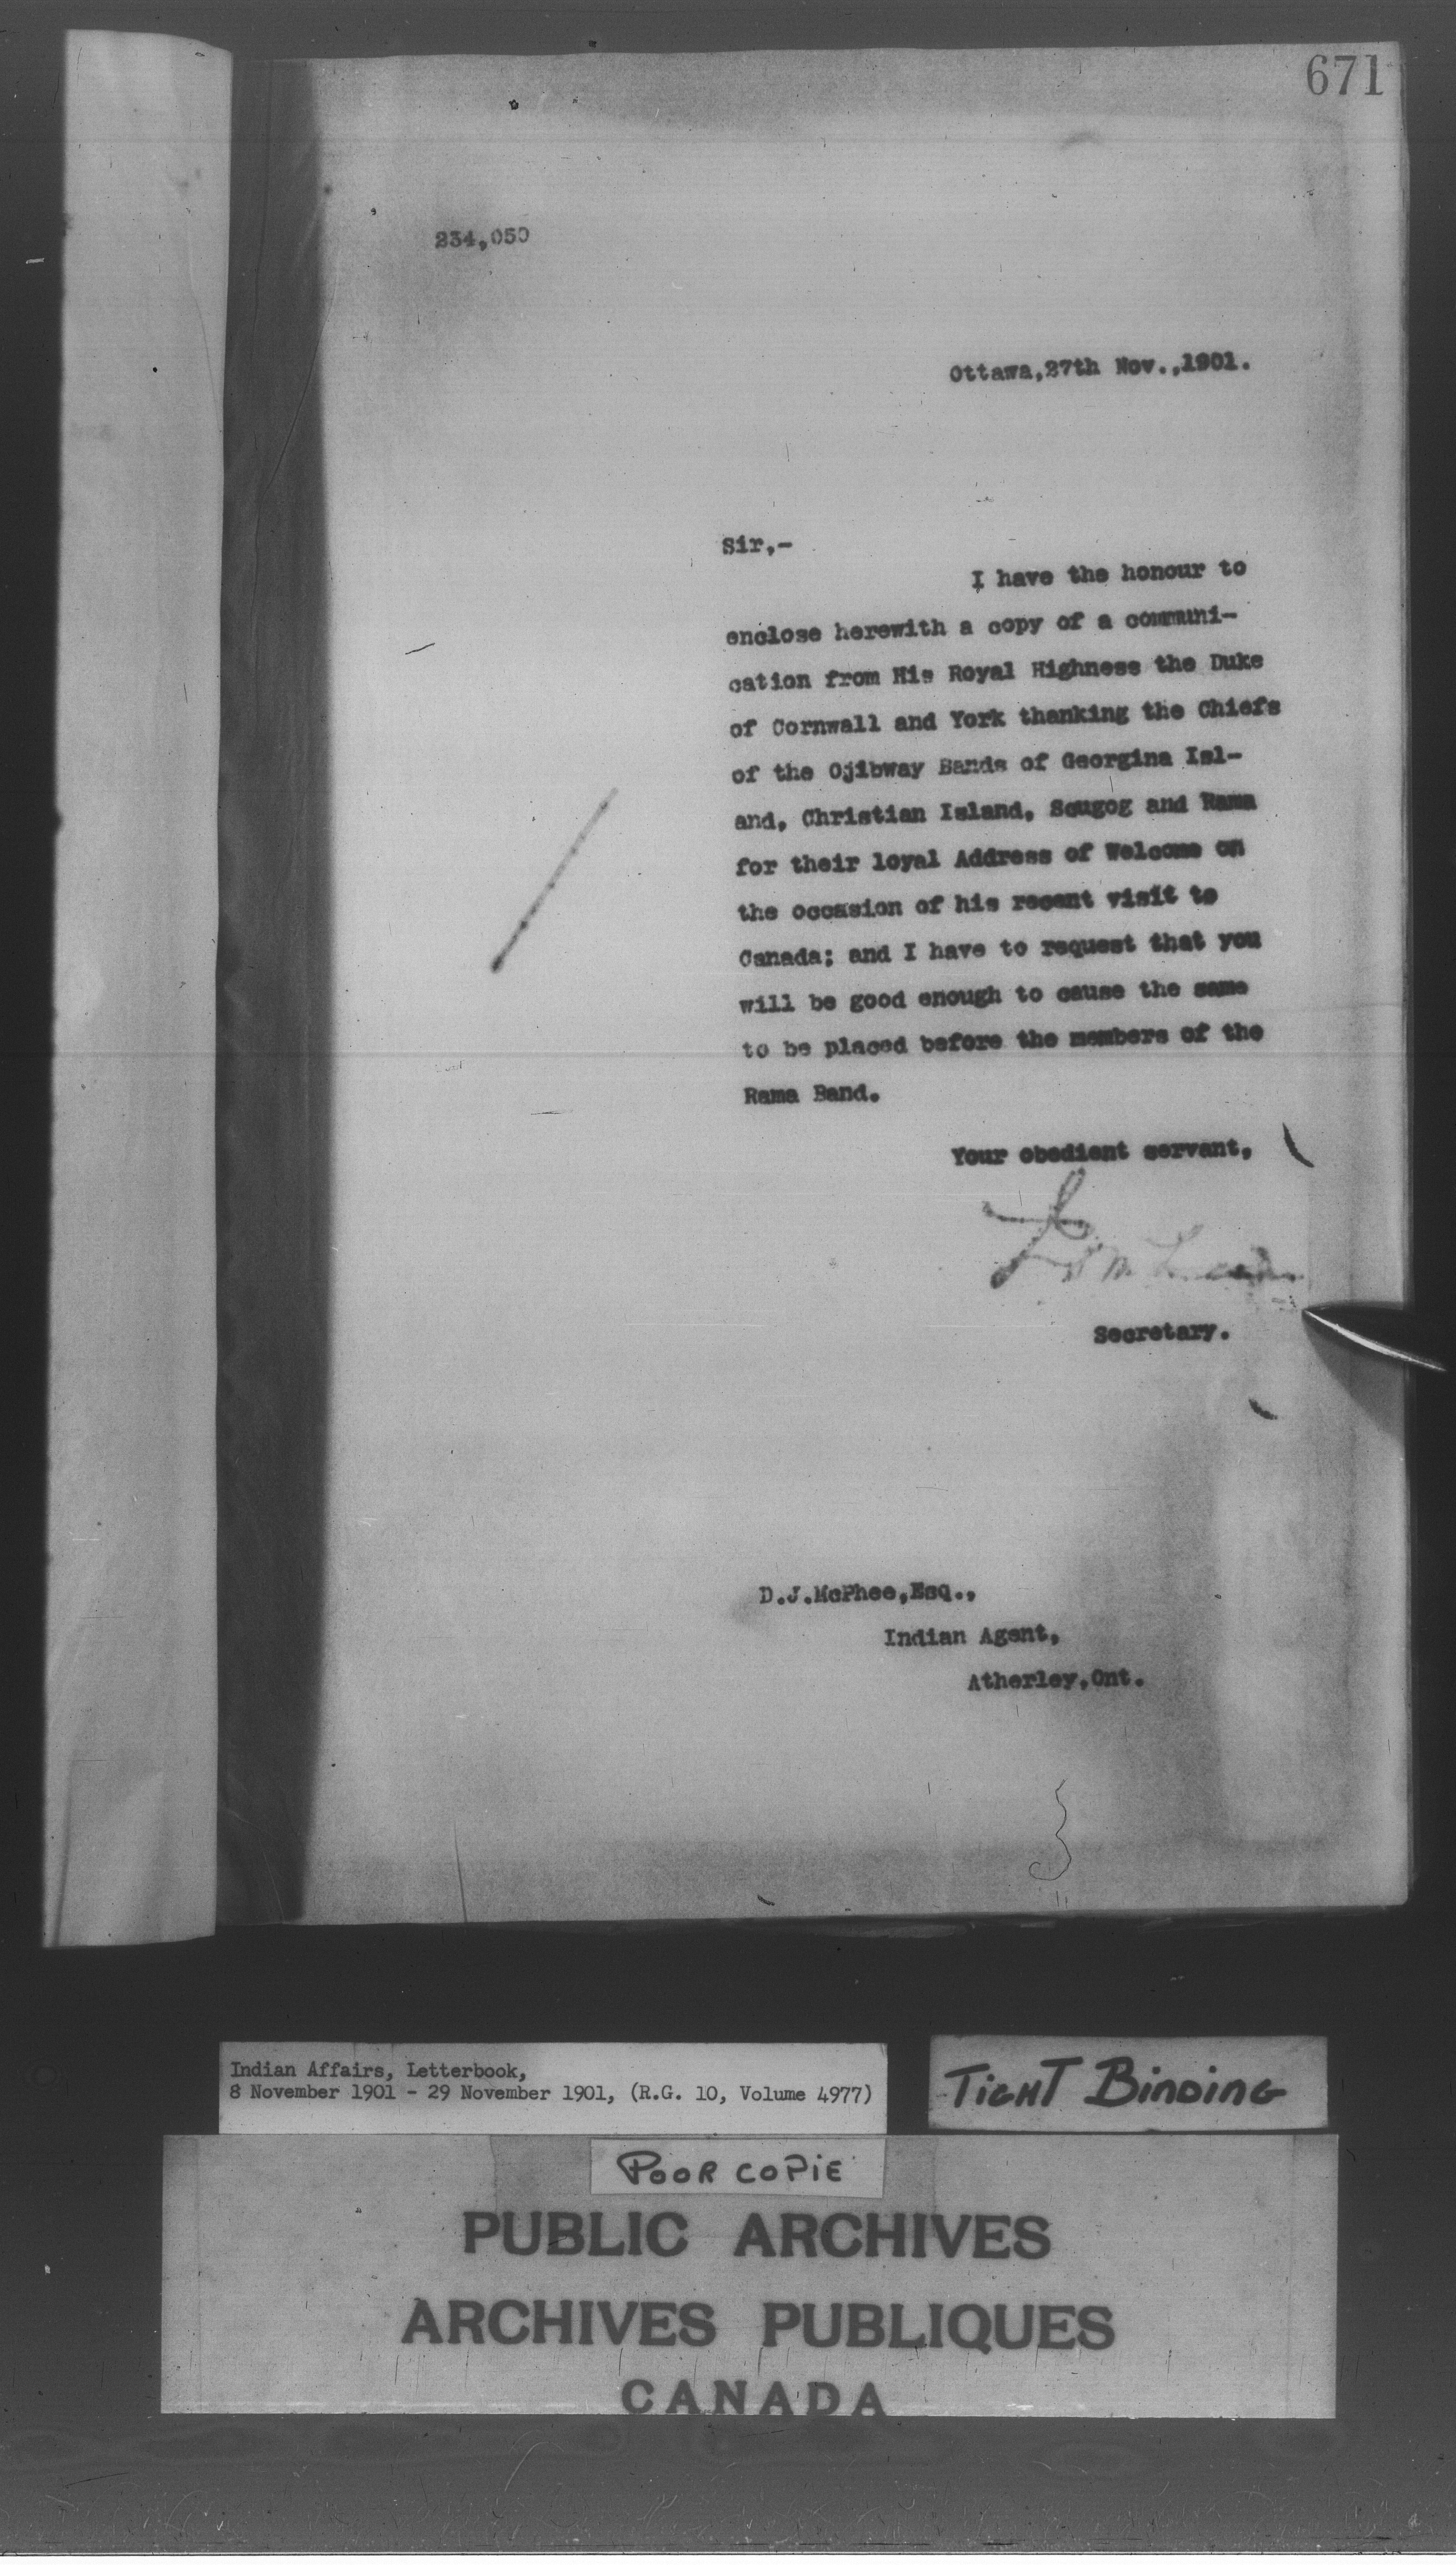 671
234,050
Ottawa,27th Nov.,1901.
Sir,-
I have the honour to
enclose herewith a copy of a communi-
cation from His Royal Highness the Duke
of Cornwall and York thanking the Chiefs
of the Ojibway Bands of Georgina Isl-
and, Christian Island, Scugog and Rama
for their loyal Address of Welcome on
the occasion of his recent visit to
Canada; and I have to request that you
will be good enough to cause the same
to be placed before the members of the
Rama Band.
Your obedient servant,
Secretary.
D.J.McPhee,Esq.,
Indian Agent,
Atherley,Ont.
Indian Affairs, Letterbook,
8 November 1901 - 29 November 1901, (R.G. 10, Volume 4977)
TIGHT BINDING
POOR COPIE
PUBLIC ARCHIVES
ARCHIVES PUBLIQUES
CANADA